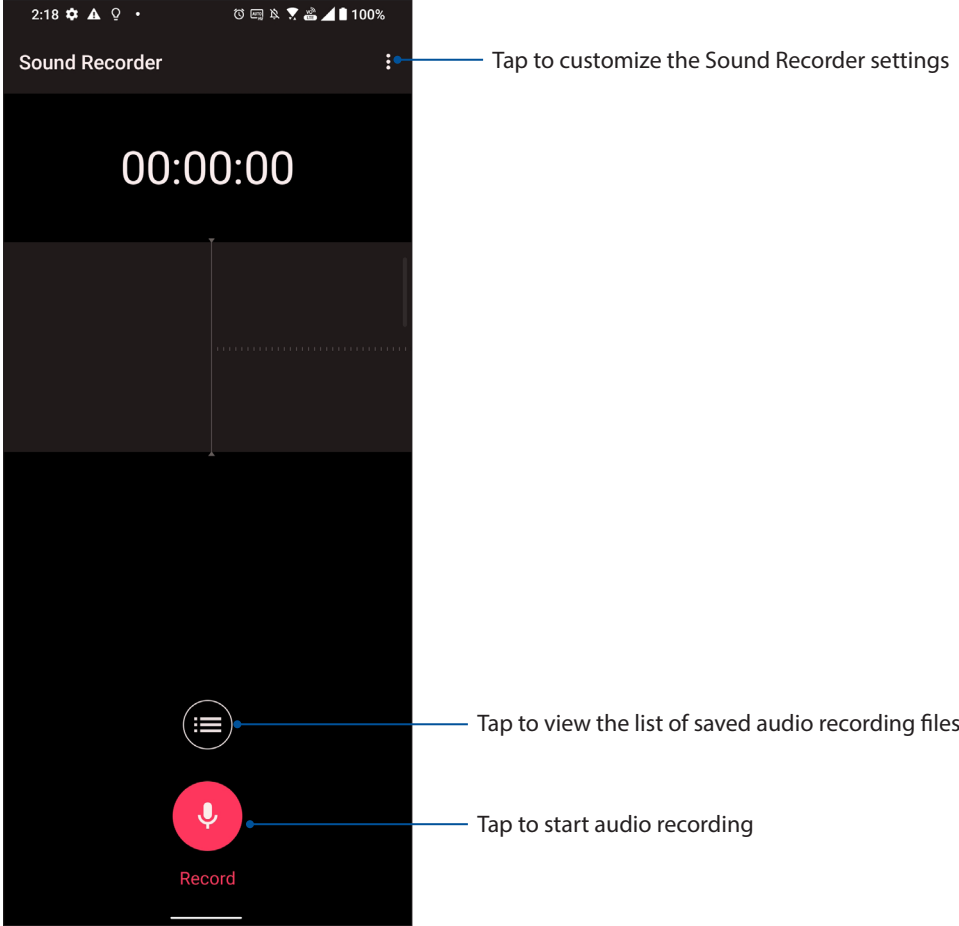 2:18 100%
Sound Recorder
Tap to customize the Sound Recorder settings
00:00:00
Tap to view the list of saved audio recording files
Tap to start audio recording
Record